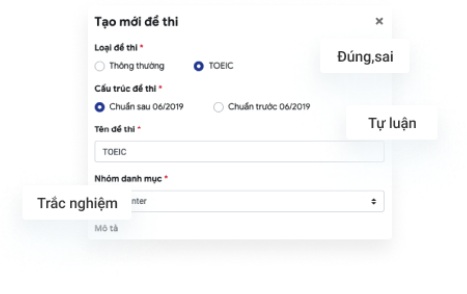 Tạo mới đề thi ×
Loại đề thi *
Thông thường TOEIC
Đúng,sai
Cấu trúc đề thi *
Chuẩn sau 06/2019 Chuẩn trước 06/2019
Tự luận
Tên đề thi *
TOEIC
Nhóm danh mục *
Trắc nghiệm
Mô tả